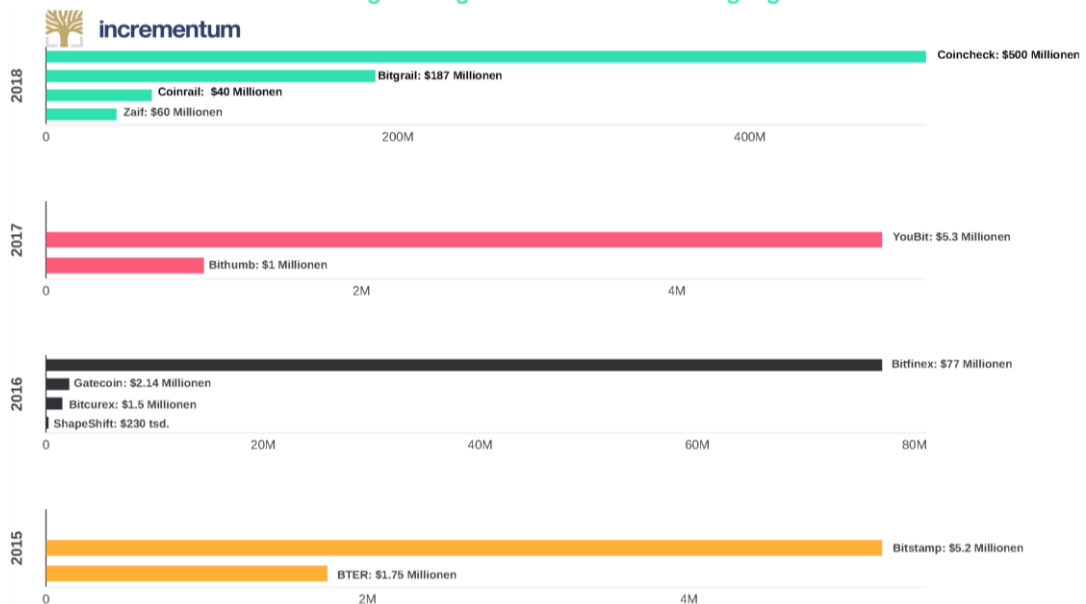 incrementum
2018
Coincheck: $500 Millionen
Bitgrail: $187 Millionen
Coinrail: $40 Millionen
Zaif: $60 Millionen
0 200M 400M
2017
YouBit: $5.3 Millionen
Bithumb: $1 Millionen
0 2M 4M
2016
Bitfinex: $77 Millionen
Gatecoin: $2.14 Millionen
Bitcurex: $1.5 Millionen
ShapeShift: $230 tsd.
0 20M 40M 60M 80M
2015
Bitstamp: $5.2 Millionen
BTER: $1.75 Millionen
0 2M 4M